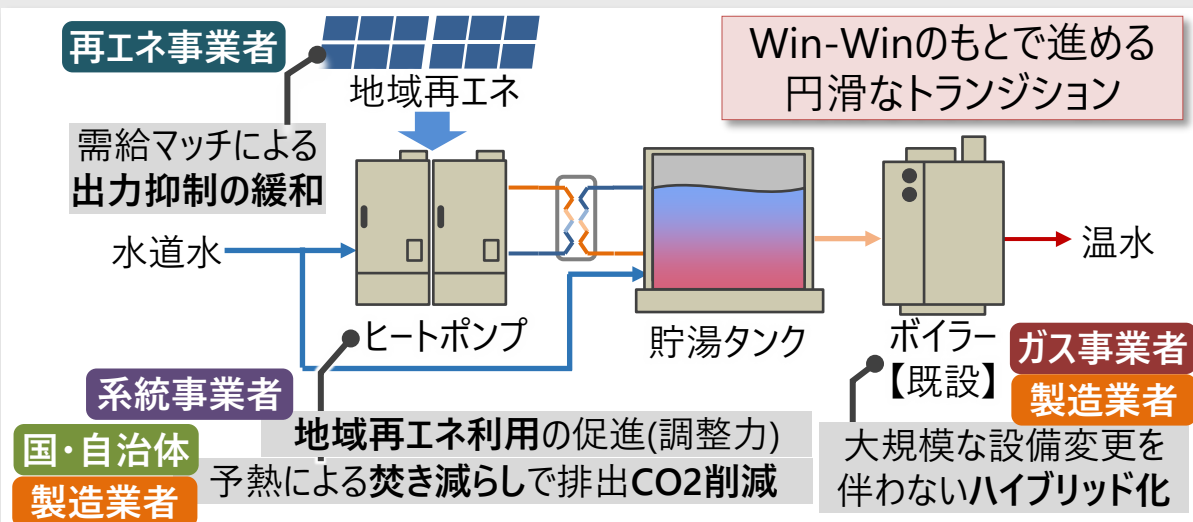 再エネ事業者
地域再エネ
Win-Winのもとで進める
円滑なトランジション
需給マッチによる
出力抑制の緩和
水道水
温水
ヒートポンプ
貯湯タンク
ボイラー
【既設】
ガス事業者
製造業者
系統事業者
国・自治体
製造業者
地域再エネ利用の促進(調整力)
予熱による焚き減らしで排出CO2削減
大規模な設備変更を
伴わないハイブリッド化